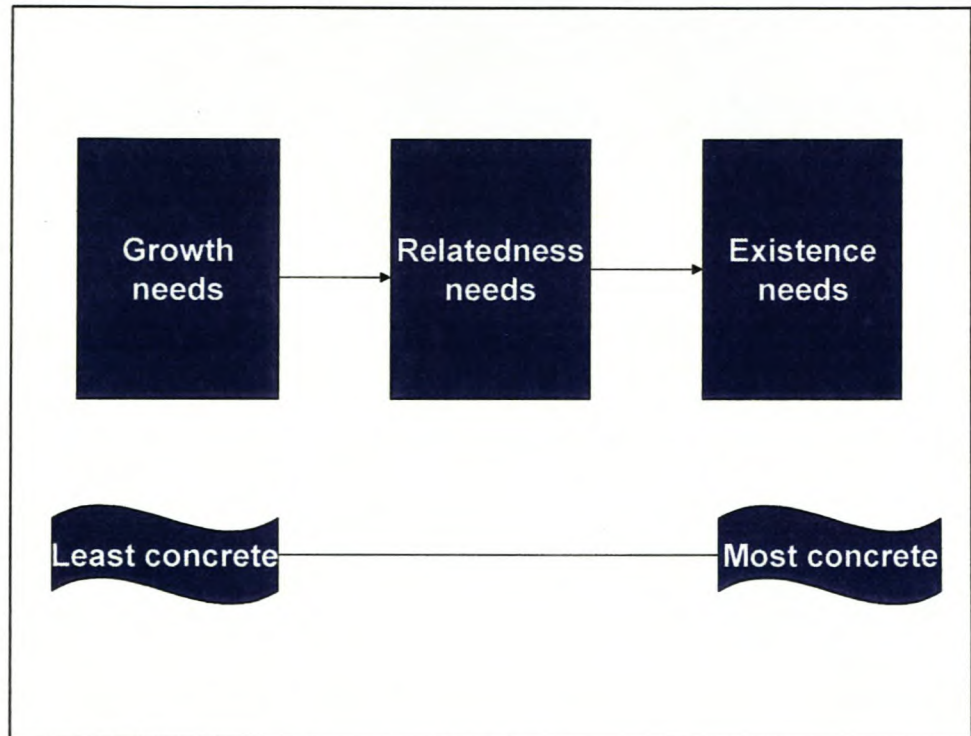 Growth
needs
Relatedness
needs
Existence
needs
Least concrete
Most concrete